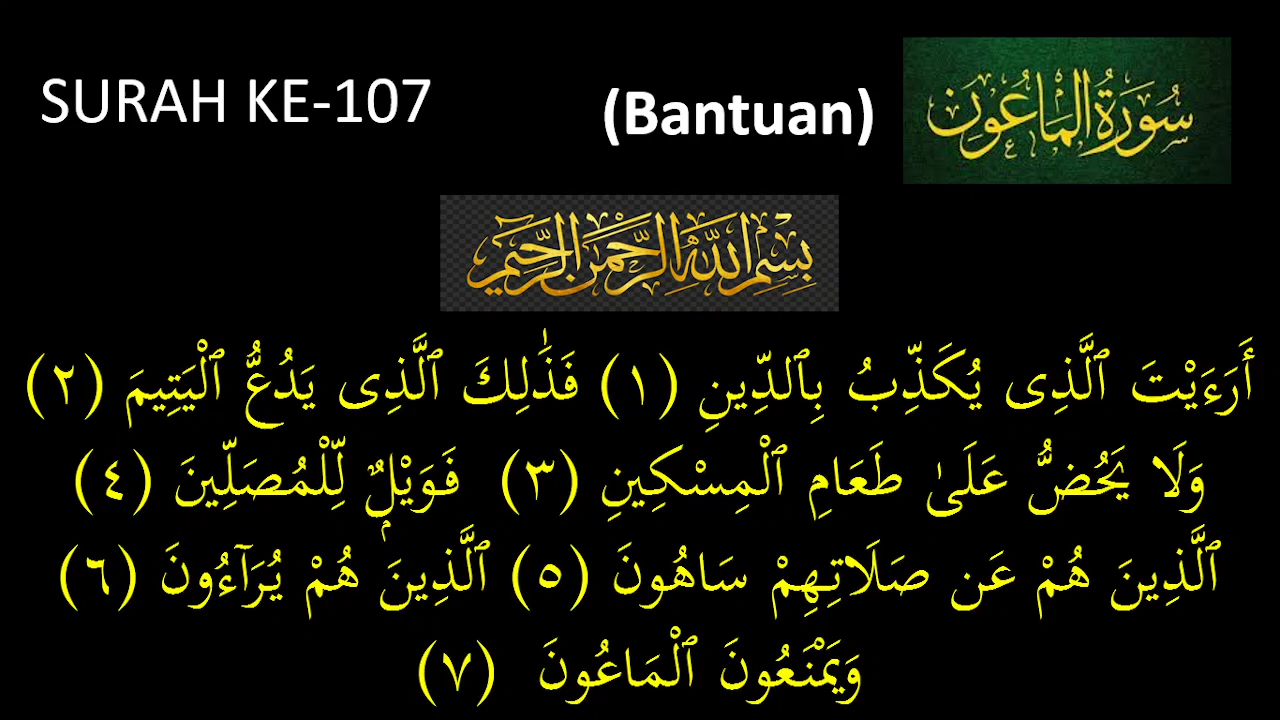 SURAH KE-107
(Bantuan)
سُورَةُ الْمَاعُونِ
بِسْمِ اللَّهِ الرَّحْمَنِ الرَّحِيمِ
أَرَءَيْتَ ٱلَّذِى يُكَذِّبُ بِٱلدِّينِ (١) فَذَٰلِكَ ٱلَّذِى يَدُعُّ ٱلْيَتِيمَ (٢)
وَلَا يَحُضُّ عَلَىٰ طَعَامِ ٱلْمِسْكِينِ (٣) فَوَيْلٌ لِّلْمُصَلِّينَ (٤)
ٱلَّذِينَ هُمْ عَن صَلَاتِهِمْ سَاهُونَ (٥) ٱلَّذِينَ هُمْ يُرَآءُونَ (٦)
وَيَمْنَعُونَ ٱلْمَاعُونَ (٧)